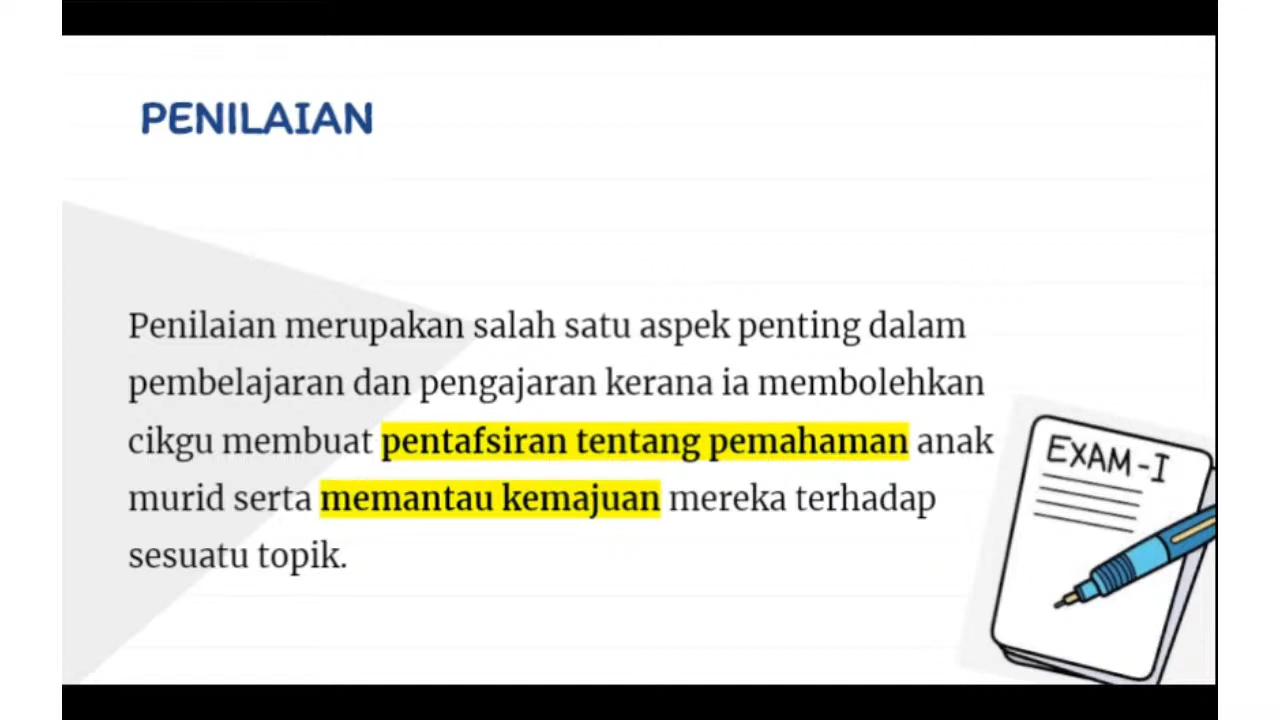 PENILAIAN
Penilaian merupakan salah satu aspek penting dalam
pembelajaran dan pengajaran kerana ia membolehkan
cikgu membuat pentafsiran tentang pemahaman anak
murid serta memantau kemajuan mereka terhadap
sesuatu topik.
EXAM-I